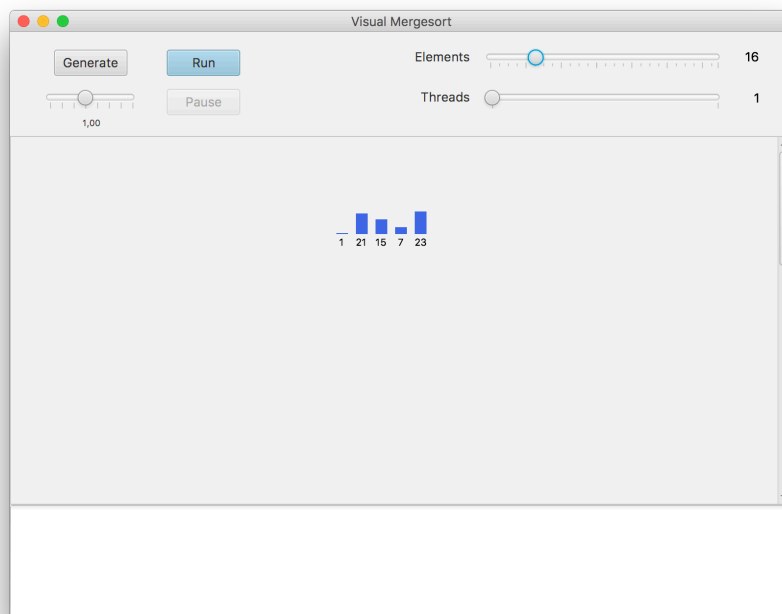 Visual Mergesort
Generate Run Elements 16
Pause Threads 1
1,00
1 21 15 7 23